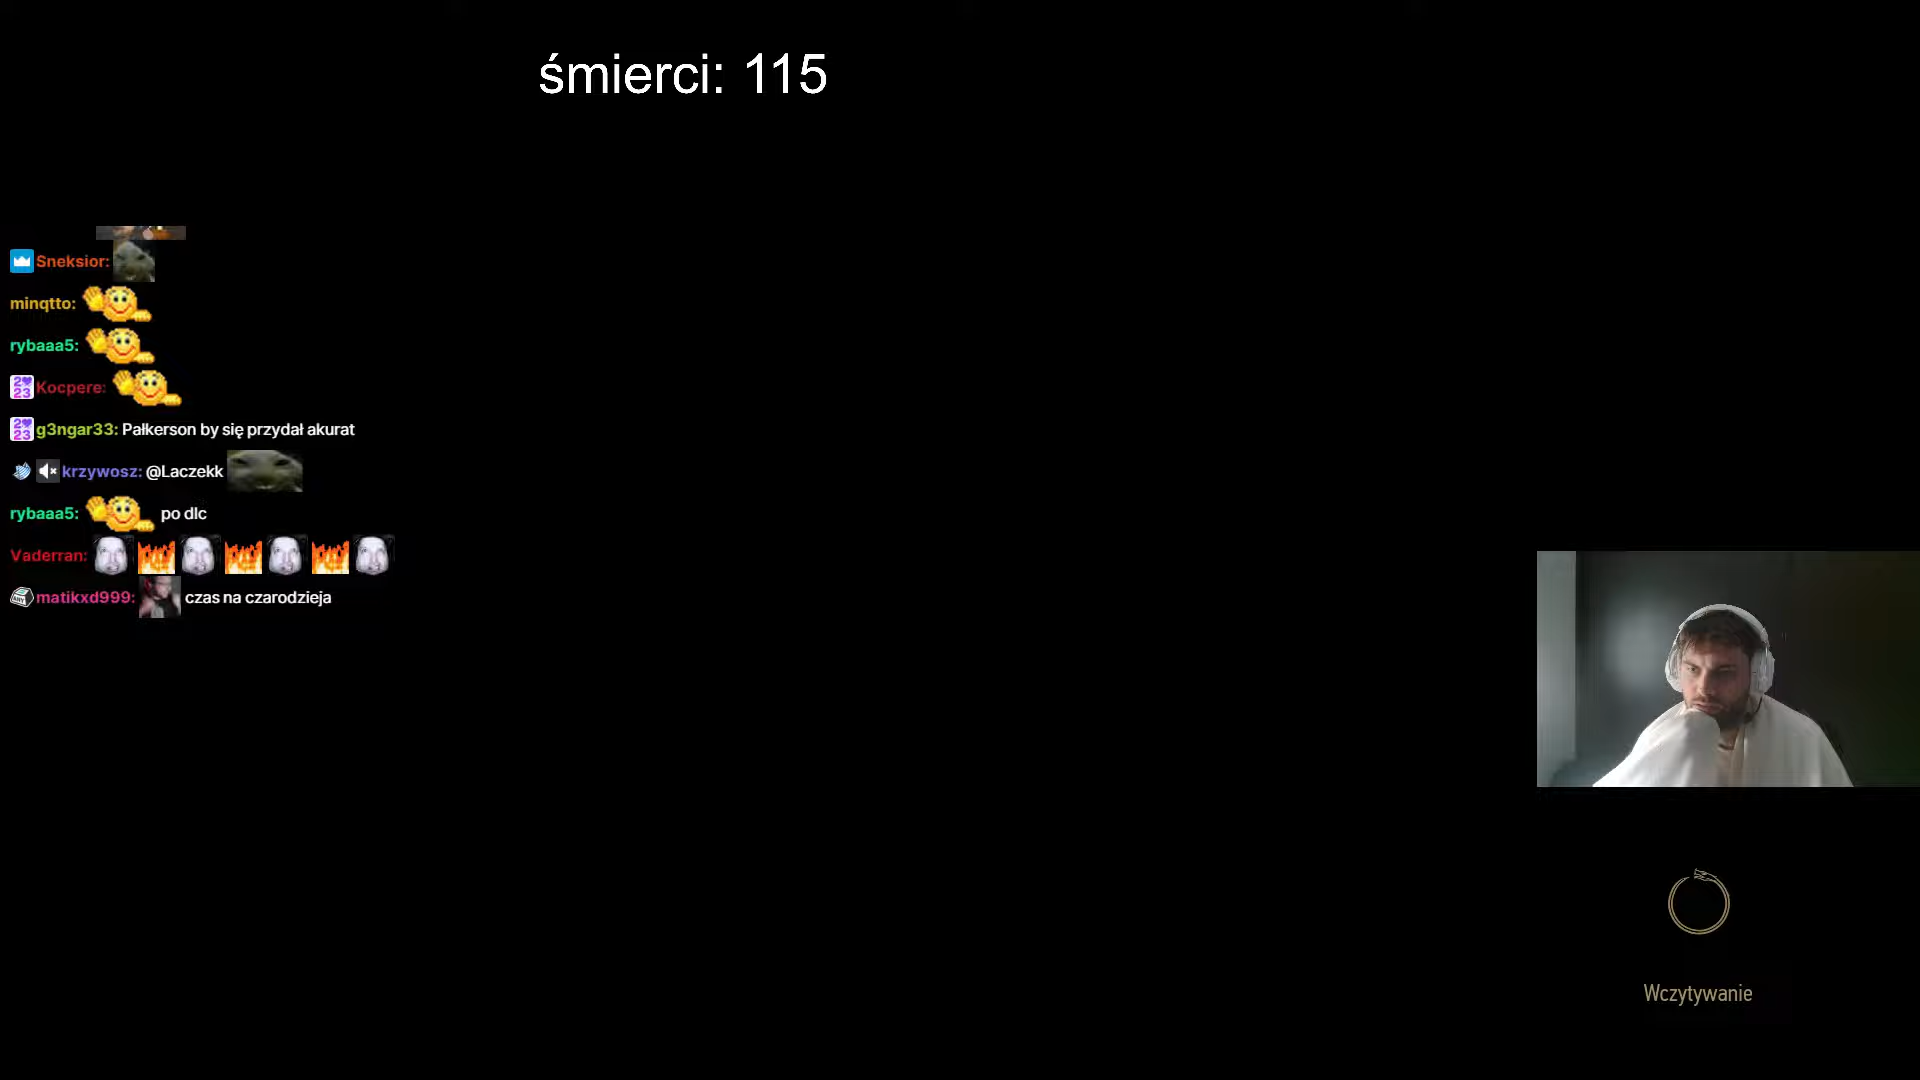 śmierci: 115
Sneksior:
minqtto:
rybaaa5:
Kocpere:
g3ngar33: Pałkerson by się przydał akurat
krzywosz: @Laczekk
rybaaa5: po dlc
Vaderran:
matikxd999: czas na czarodzieja
Wczytywanie